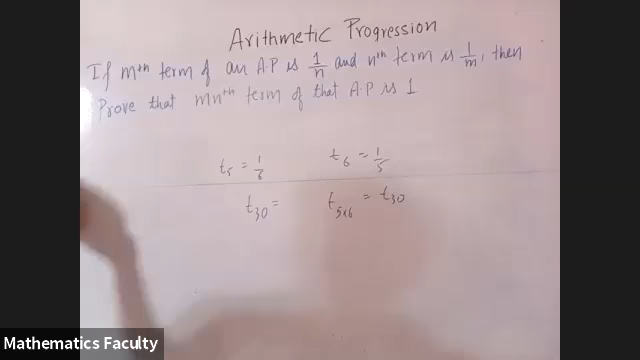 Arithmetic Progression
If mth term of an A.P is 1/n and nth term is 1/m, then
Prove that mnth term of that A.P is 1
t5 = 1/6 t6 = 1/5
t30 = t5x6 = t30
Mathematics Faculty